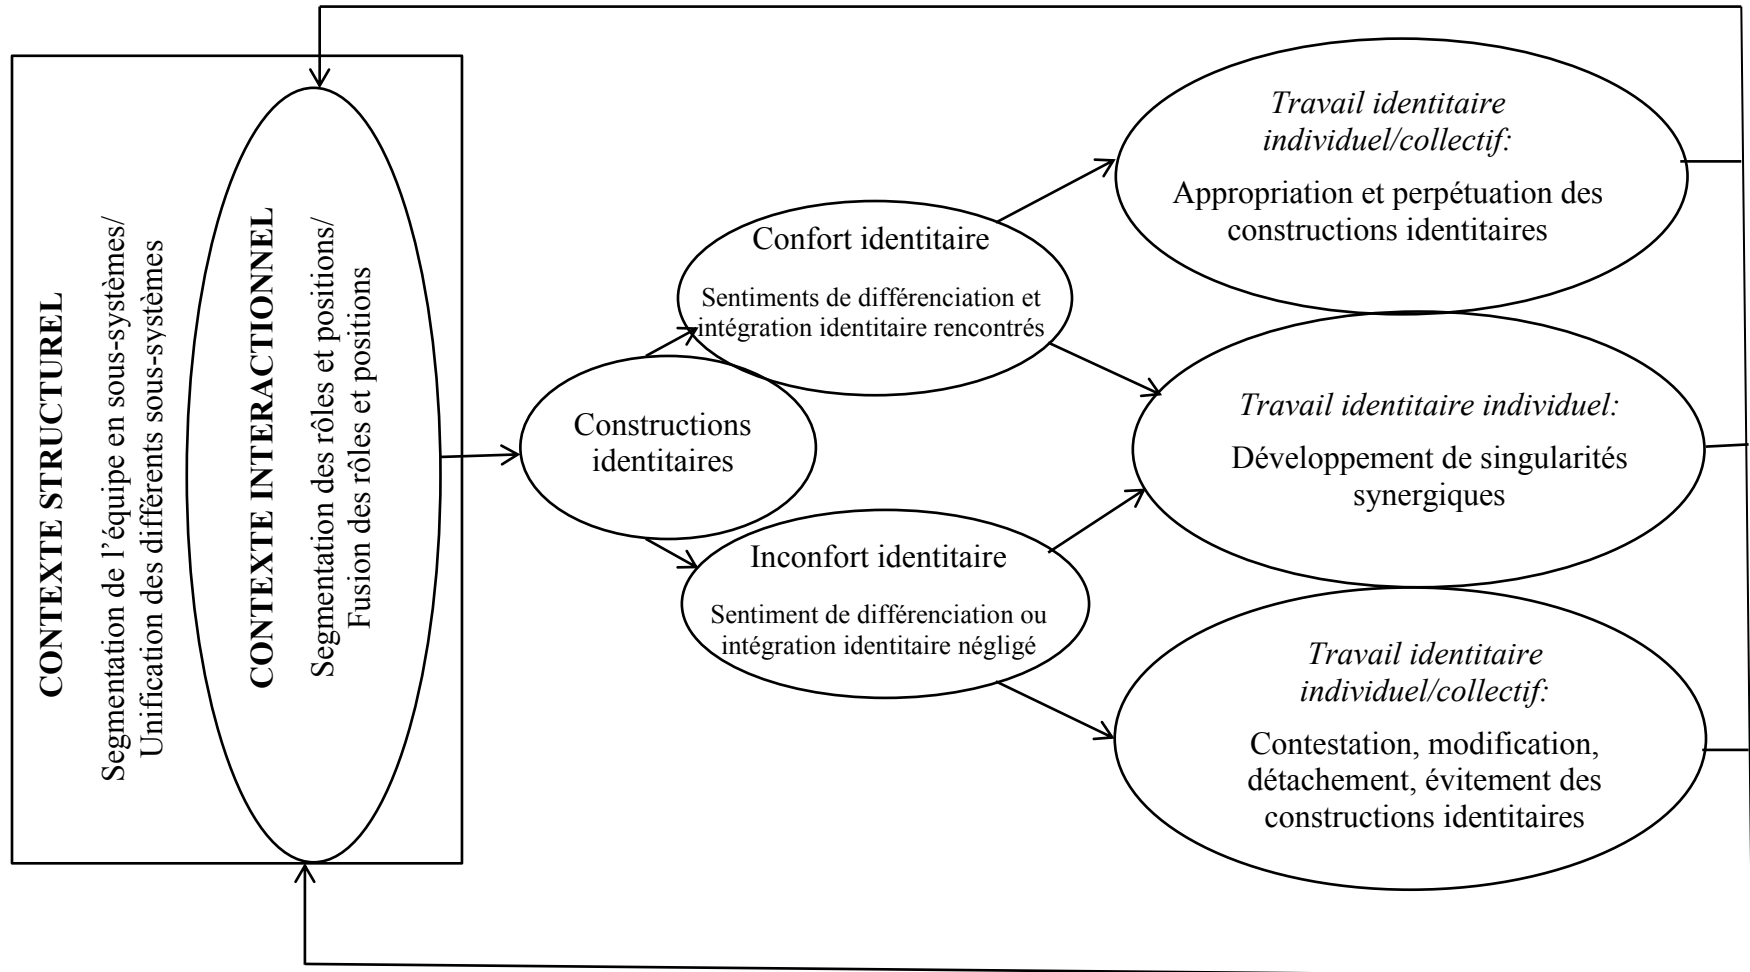 CONTEXTE STRUCTUREL
Segmentation de l'équipe en sous-systèmes/
Unification des différents sous-systèmes
CONTEXTE INTERACTIONNEL
Segmentation des rôles et positions/
Fusion des rôles et positions
Constructions
identitaires
Confort identitaire
Sentiments de différenciation et
intégration identitaire rencontrés
Inconfort identitaire
Sentiment de différenciation ou
intégration identitaire négligé
Travail identitaire
individuel/collectif:
Appropriation et perpétuation des
constructions identitaires
Travail identitaire individuel:
Développement de singularités
synergiques
Travail identitaire
individuel/collectif:
Contestation, modification,
détachement, évitement des
constructions identitaires